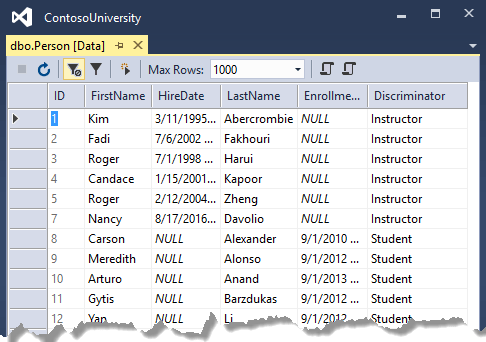 ContosoUniversity
dbo.Person [Data]
Max Rows: 1000
ID FirstName HireDate LastName Enrollme... Discriminator
1 Kim 3/11/1995... Abercrombie NULL Instructor
2 Fadi 7/6/2002 ... Fakhouri NULL Instructor
3 Roger 7/1/1998 ... Harui NULL Instructor
4 Candace 1/15/2001... Kapoor NULL Instructor
5 Roger 2/12/2004... Zheng NULL Instructor
7 Nancy 8/17/2016... Davolio NULL Instructor
8 Carson NULL Alexander 9/1/2010 ... Student
9 Meredith NULL Alonso 9/1/2012 ... Student
10 Arturo NULL Anand 9/1/2013 ... Student
11 Gytis NULL Barzdukas 9/1/2012 ... Student
12 Yan NULL Li 9/1/2012 ... Student